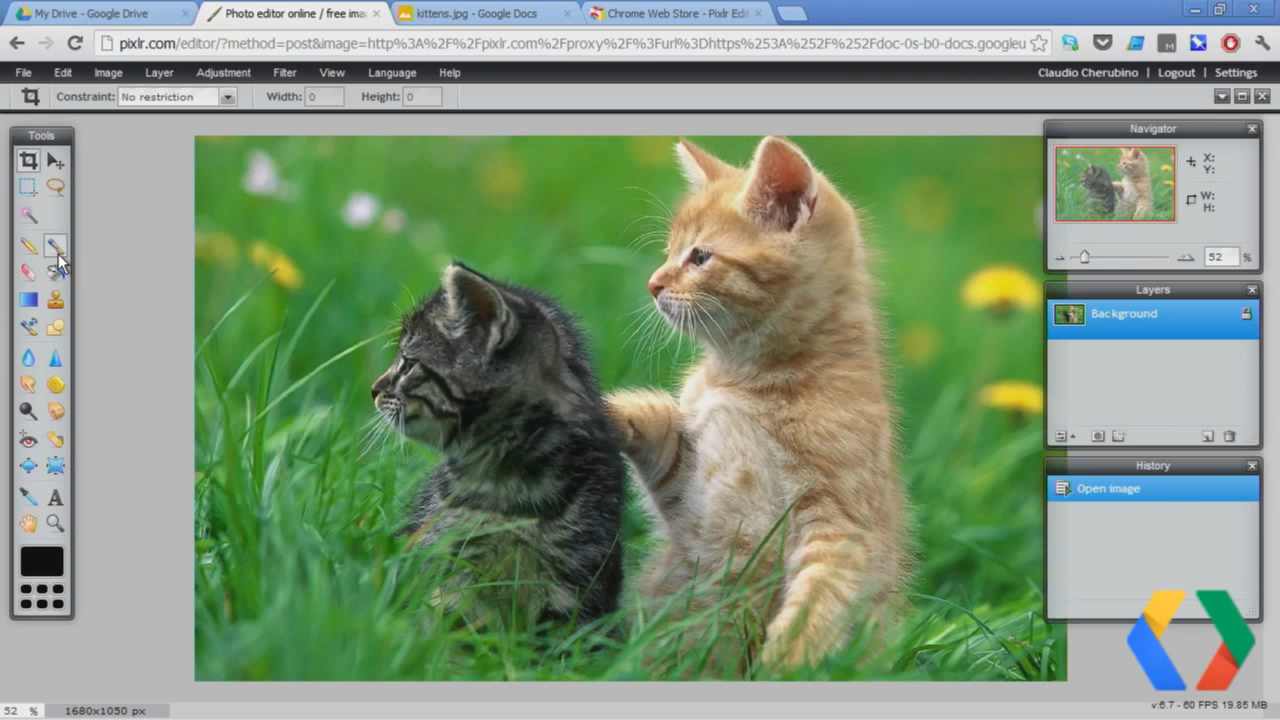 My Drive - Google Drive
Photo editor online / free ima
kittens.jpg - Google Docs
Chrome Web Store - Pixlr Edi
pixlr.com/editor/?method=post&image=http%3A%2F%2Fpixlr.com%2Fproxy%2F%3Furl%3Dhttps%253A%252F%252Fdoc-0s-b0-docs.googleu
File Edit Image Layer Adjustment Filter View Language Help Claudio Cherubino | Logout | Settings
Constraint: No restriction Width: 0 Height: 0
Tools
Navigator
X:
Y:
W:
H:
52 %
Layers
Background
History
Open image
A
M
52 % 1680x1050 px
v:6.7 - 60 FPS 19.85 MB